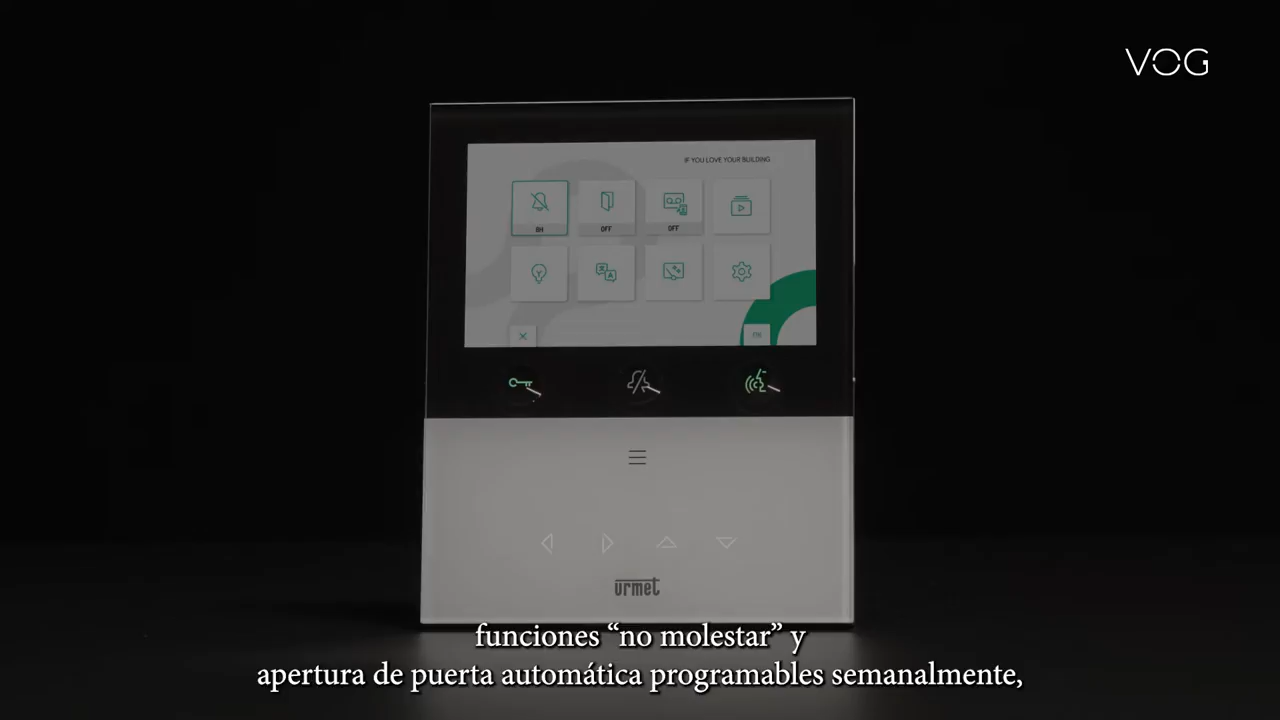 VOG
IF YOU LOVE YOUR BUILDING
8H
OFF
OFF
urmet
funciones “no molestar” y
apertura de puerta automática programables semanalmente,